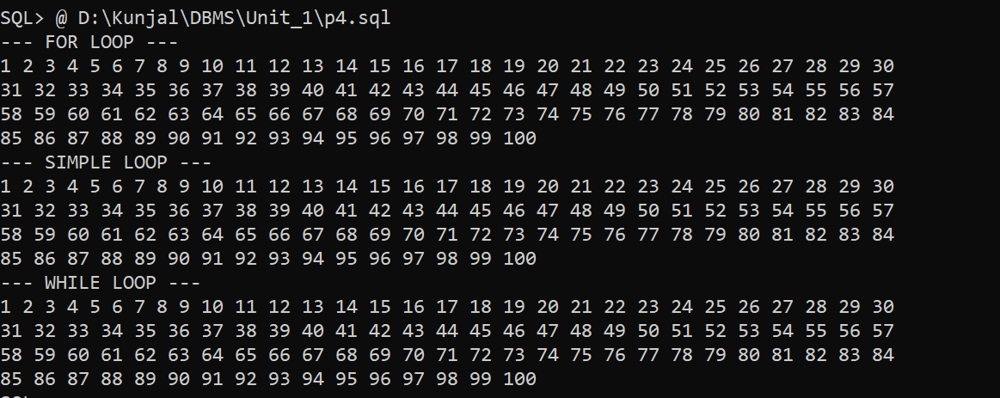 SQL> @ D:\Kunjal\DBMS\Unit_1\p4.sql
--- FOR LOOP ---
1 2 3 4 5 6 7 8 9 10 11 12 13 14 15 16 17 18 19 20 21 22 23 24 25 26 27 28 29 30
31 32 33 34 35 36 37 38 39 40 41 42 43 44 45 46 47 48 49 50 51 52 53 54 55 56 57
58 59 60 61 62 63 64 65 66 67 68 69 70 71 72 73 74 75 76 77 78 79 80 81 82 83 84
85 86 87 88 89 90 91 92 93 94 95 96 97 98 99 100
--- SIMPLE LOOP ---
1 2 3 4 5 6 7 8 9 10 11 12 13 14 15 16 17 18 19 20 21 22 23 24 25 26 27 28 29 30
31 32 33 34 35 36 37 38 39 40 41 42 43 44 45 46 47 48 49 50 51 52 53 54 55 56 57
58 59 60 61 62 63 64 65 66 67 68 69 70 71 72 73 74 75 76 77 78 79 80 81 82 83 84
85 86 87 88 89 90 91 92 93 94 95 96 97 98 99 100
--- WHILE LOOP ---
1 2 3 4 5 6 7 8 9 10 11 12 13 14 15 16 17 18 19 20 21 22 23 24 25 26 27 28 29 30
31 32 33 34 35 36 37 38 39 40 41 42 43 44 45 46 47 48 49 50 51 52 53 54 55 56 57
58 59 60 61 62 63 64 65 66 67 68 69 70 71 72 73 74 75 76 77 78 79 80 81 82 83 84
85 86 87 88 89 90 91 92 93 94 95 96 97 98 99 100